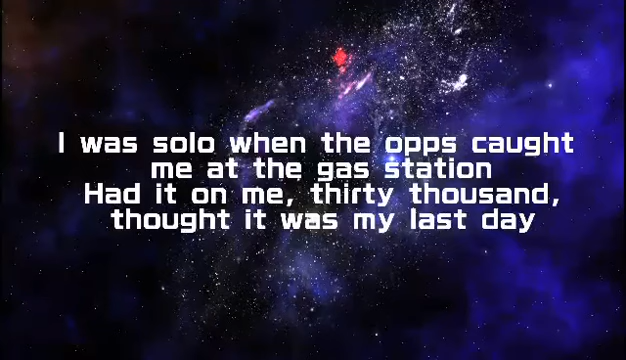 I was solo when the opps caught
me at the gas station
Had it on me, thirty thousand,
thought it was my last day